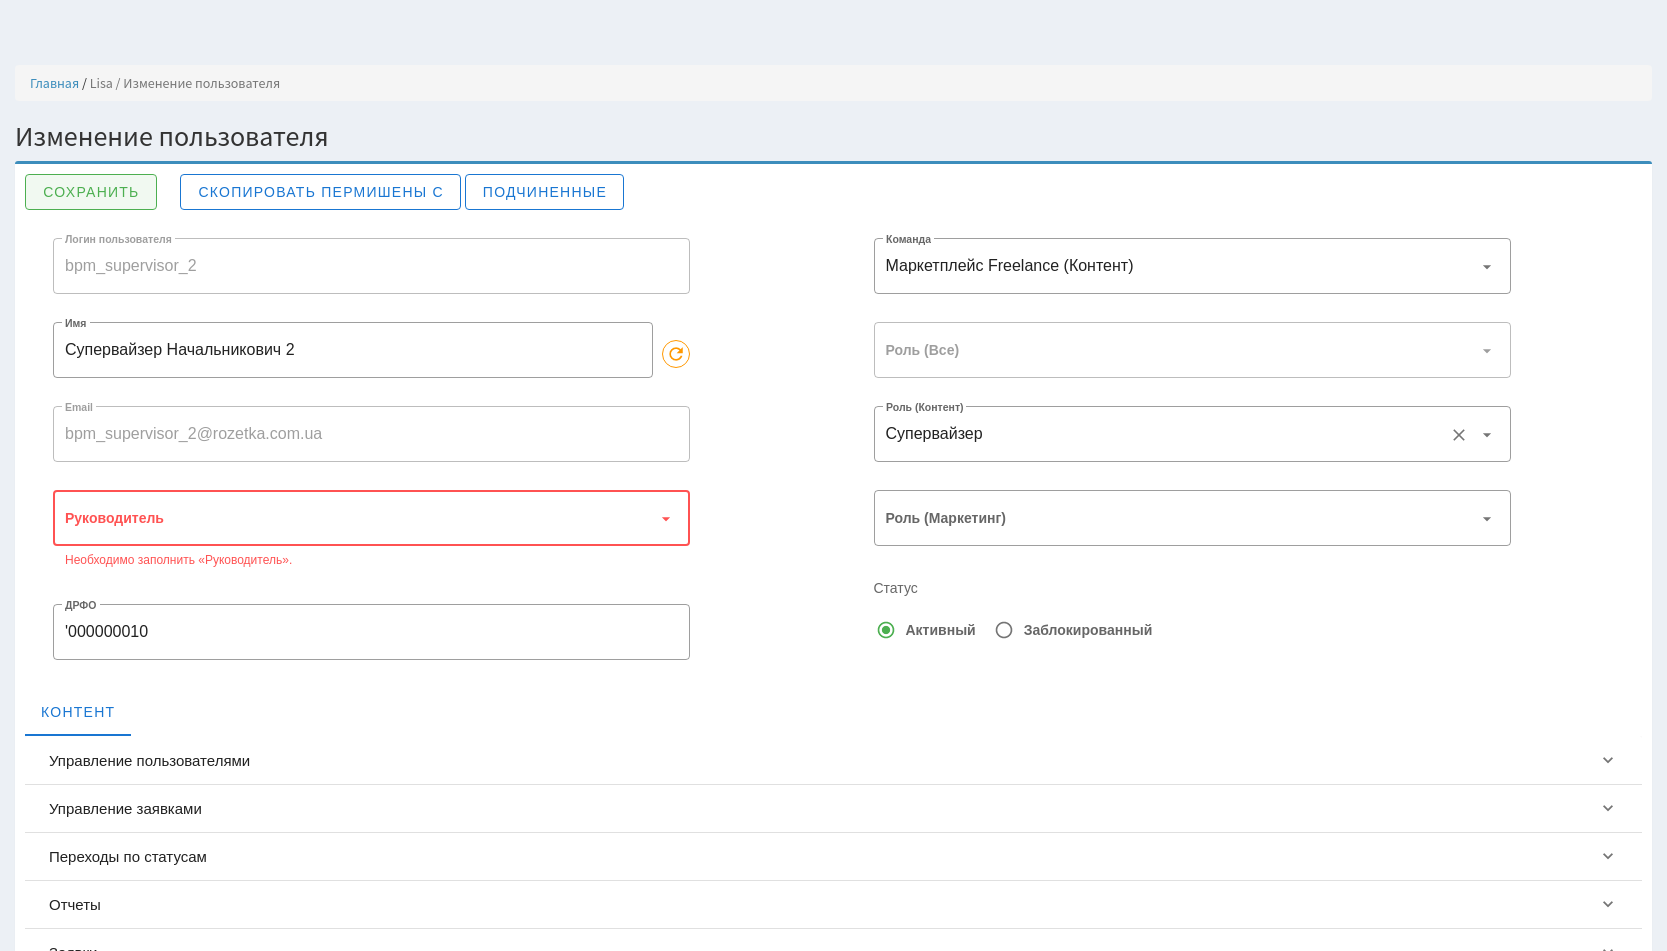 Главная / Lisa / Изменение пользователя
Изменение пользователя
СОХРАНИТЬ
СКОПИРОВАТЬ ПЕРМИШЕНЫ С
ПОДЧИНЕННЫЕ
Логин пользователя
bpm_supervisor_2
Команда
Маркетплейс Freelance (Контент)
Имя
Супервайзер Начальникович 2
Роль (Все)
Email
bpm_supervisor_2@rozetka.com.ua
Роль (Контент)
Супервайзер
Руководитель
Необходимо заполнить «Руководитель».
Роль (Маркетинг)
Статус
Активный
Заблокированный
ДРФО
'000000010
КОНТЕНТ
Управление пользователями
Управление заявками
Переходы по статусам
Отчеты